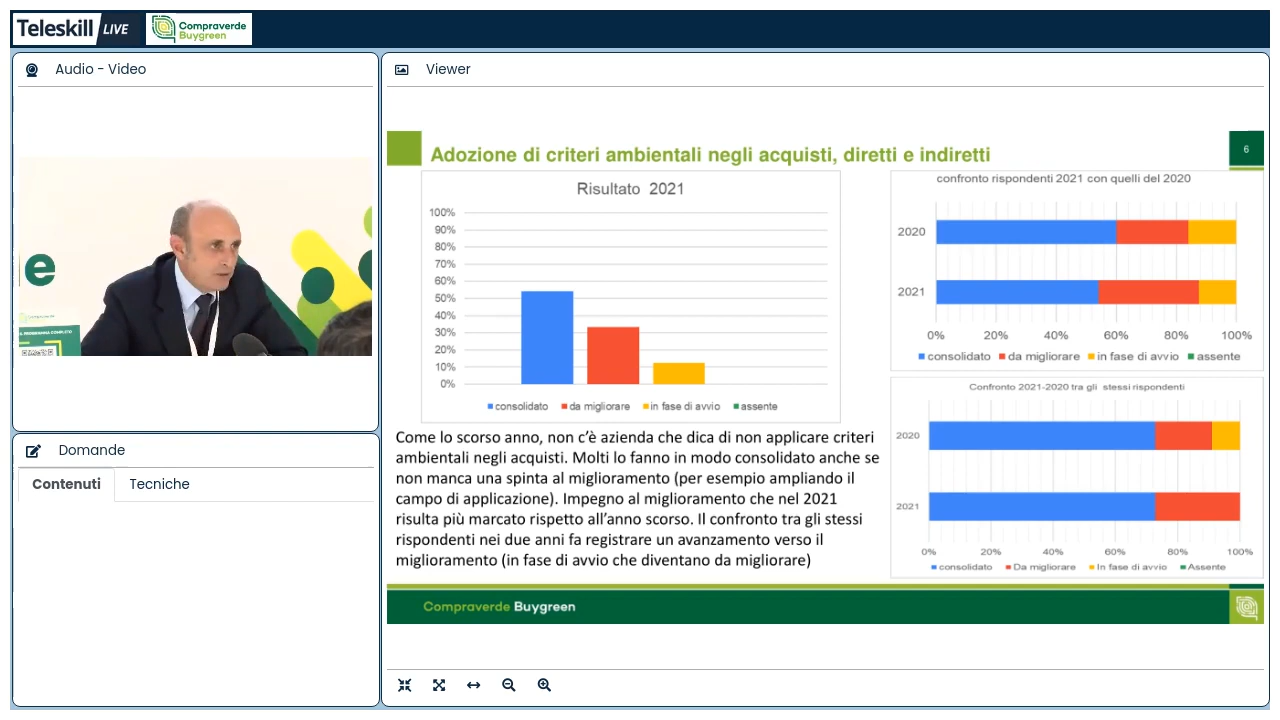 Teleskill LIVE
Compraverde
Buygreen
Audio - Video
e
A PROGRAMMA COMPLETO
Domande
Contenuti
Tecniche
Viewer
Adozione di criteri ambientali negli acquisti, diretti e indiretti
6
Risultato 2021
100%
90%
80%
70%
60%
50%
40%
30%
20%
10%
0%
consolidato da migliorare in fase di avvio assente
confronto rispondenti 2021 con quelli del 2020
2020
2021
0% 20% 40% 60% 80% 100%
consolidato da migliorare in fase di avvio assente
Confronto 2021-2020 tra gli stessi rispondenti
2020
2021
0% 20% 40% 60% 80% 100%
consolidato Da migliorare In fase di avvio Assente
Come lo scorso anno, non c’è azienda che dica di non applicare criteri
ambientali negli acquisti. Molti lo fanno in modo consolidato anche se
non manca una spinta al miglioramento (per esempio ampliando il
campo di applicazione). Impegno al miglioramento che nel 2021
risulta più marcato rispetto all’anno scorso. Il confronto tra gli stessi
rispondenti nei due anni fa registrare un avanzamento verso il
miglioramento (in fase di avvio che diventano da migliorare)
Compraverde Buygreen